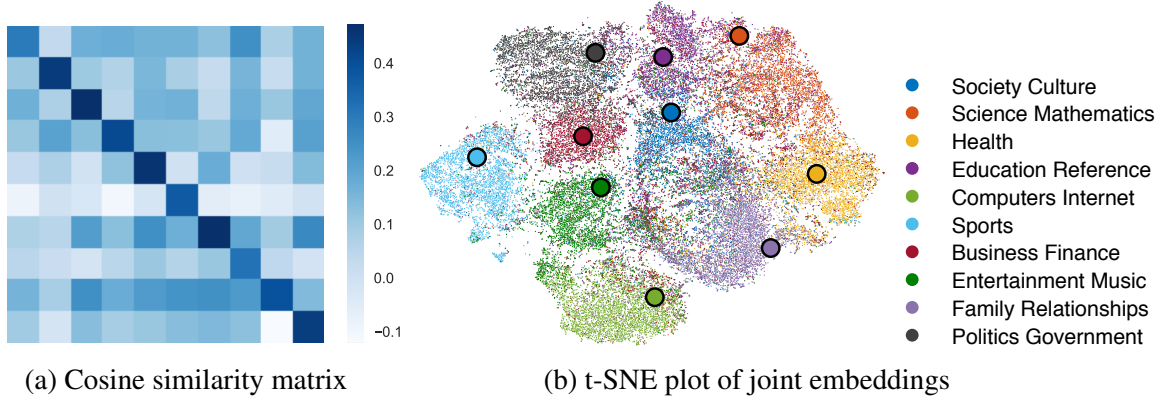 0.4
0.3
0.2
0.1
0.0
−0.1
Society Culture
Science Mathematics
Health
Education Reference
Computers Internet
Sports
Business Finance
Entertainment Music
Family Relationships
Politics Government
(a) Cosine similarity matrix
(b) t-SNE plot of joint embeddings